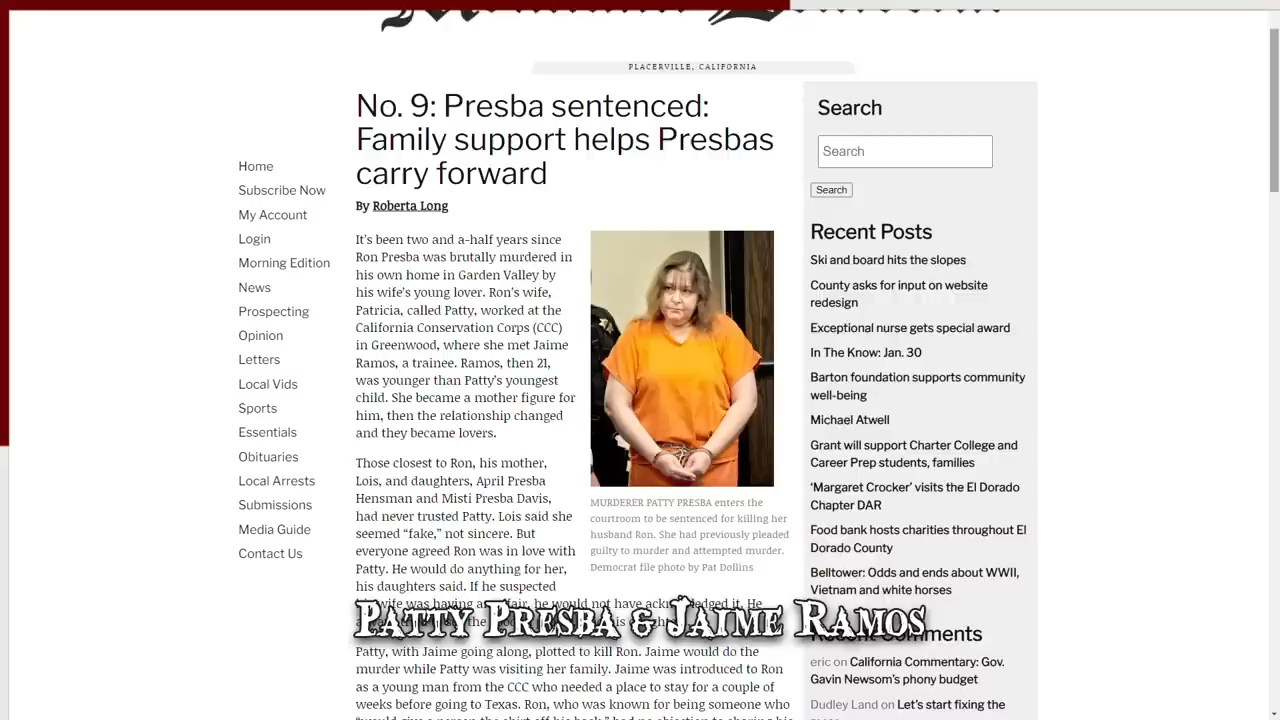 PLACERVILLE, CALIFORNIA
No. 9: Presba sentenced:
Family support helps Presbas
carry forward
By Roberta Long
Home
Subscribe Now
My Account
Login
Morning Edition
News
Prospecting
Opinion
Letters
Local Vids
Sports
Essentials
Obituaries
Local Arrests
Submissions
Media Guide
Contact Us
It's been two and a-half years since
Ron Presba was brutally murdered in
his own home in Garden Valley by
his wife's young lover. Ron's wife,
Patricia, called Patty, worked at the
California Conservation Corps (CCC)
in Greenwood, where she met Jaime
Ramos, a trainee. Ramos, then 21,
was younger than Patty's youngest
child. She became a mother figure for
him, then the relationship changed
and they became lovers.
Those closest to Ron, his mother,
Lois, and daughters, April Presba
Hensman and Misti Presba Davis,
had never trusted Patty. Lois said she
seemed "fake," not sincere. But
everyone agreed Ron was in love with
Patty. He would do anything for her,
his daughters said. If he suspected
wife was having would not have He
Patty, with Jaime going along, plotted to kill Ron. Jaime would do the
murder while Patty was visiting her family. Jaime was introduced to Ron
as a young man from the CCC who needed a place to stay for a couple of
weeks before going to Texas. Ron, who was known for being someone who
MURDERER PATTY PRESBA enters the
courtroom to be sentenced for killing her
husband Ron. She had previously pleaded
guilty to murder and attempted murder.
Democrat file photo by Pat Dollins
PATTY PRESBA & JAIME RAMOS
Search
Search
Search
Recent Posts
Ski and board hits the slopes
County asks for input on website
redesign
Exceptional nurse gets special award
In The Know: Jan. 30
Barton foundation supports community
well-being
Michael Atwell
Grant will support Charter College and
Career Prep students, families
‘Margaret Crocker’ visits the El Dorado
Chapter DAR
Food bank hosts charities throughout El
Dorado County
Belltower: Odds and ends about WWII,
Vietnam and white horses
Comments
eric on California Commentary: Gov.
Gavin Newsom's phony budget
Dudley Land on Let's start fixing the